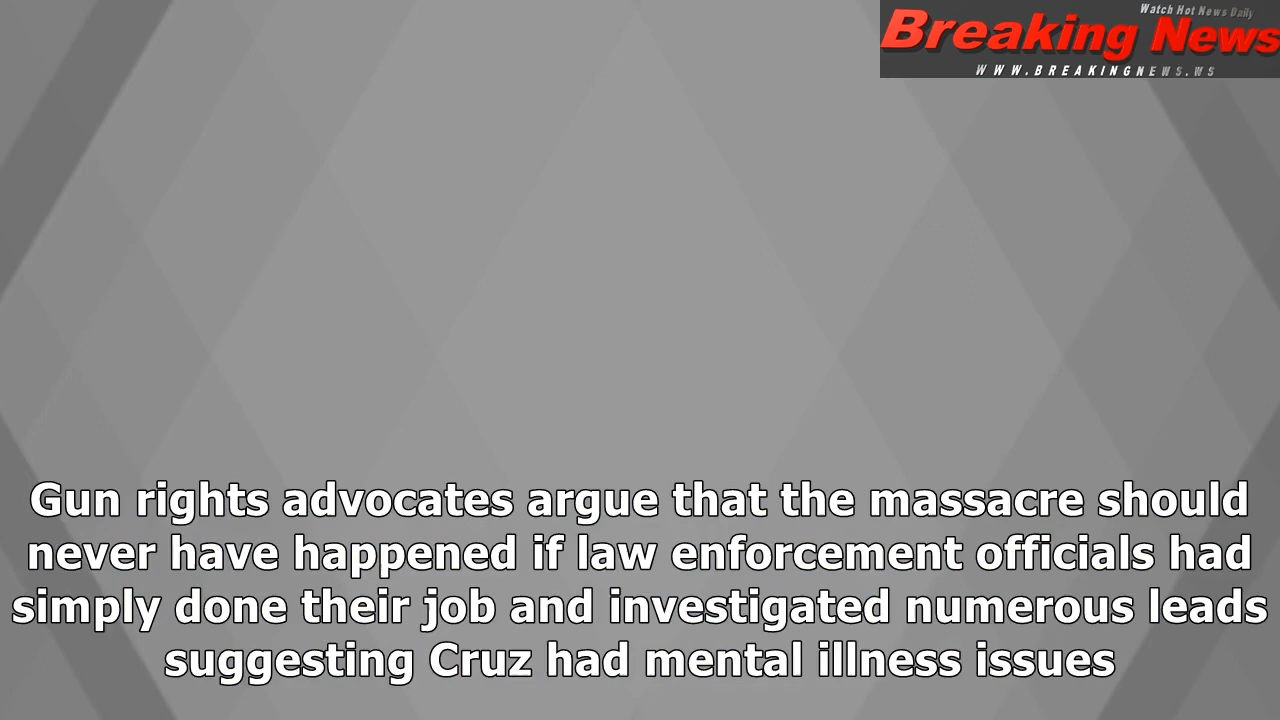 Watch Hot News Daily
Breaking News
WWW.BREAKINGNEWS.WS
Gun rights advocates argue that the massacre should
never have happened if law enforcement officials had
simply done their job and investigated numerous leads
suggesting Cruz had mental illness issues